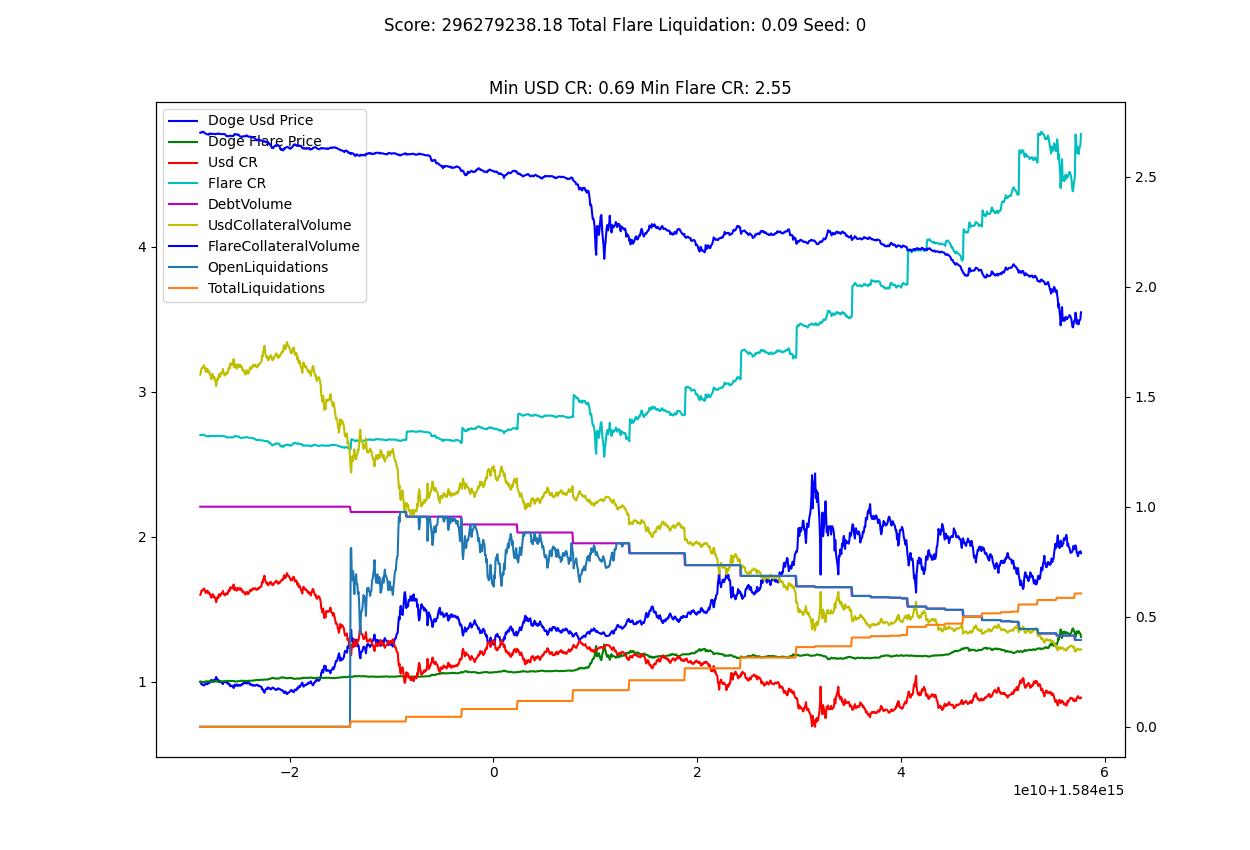 Score: 296279238.18 Total Flare Liquidation: 0.09 Seed: 0
Min USD CR: 0.69 Min Flare CR: 2.55
Doge Usd Price
Doge Flare Price
Usd CR
Flare CR
DebtVolume
UsdCollateralVolume
FlareCollateralVolume
OpenLiquidations
TotalLiquidations
4
3
2
1
2.5
2.0
1.5
1.0
0.5
0.0
−2 0 2 4 6
1e10+1.584e15